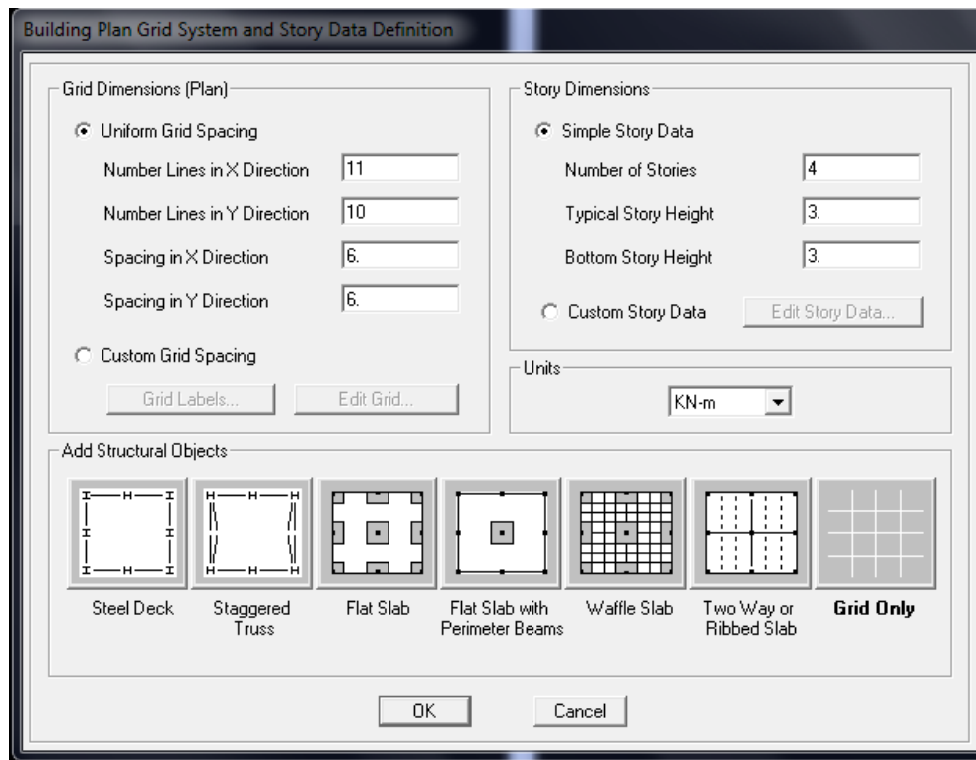 Building Plan Grid System and Story Data Definition
Grid Dimensions (Plan)
Uniform Grid Spacing
Number Lines in X Direction 11
Number Lines in Y Direction 10
Spacing in X Direction 6.
Spacing in Y Direction 6.
Custom Grid Spacing
Grid Labels... Edit Grid...
Story Dimensions
Simple Story Data
Number of Stories 4
Typical Story Height 3.
Bottom Story Height 3.
Custom Story Data Edit Story Data...
Units
KN-m
Add Structural Objects
Steel Deck
Staggered
Truss
Flat Slab
Flat Slab with
Perimeter Beams
Waffle Slab
Two Way or
Ribbed Slab
Grid Only
OK Cancel